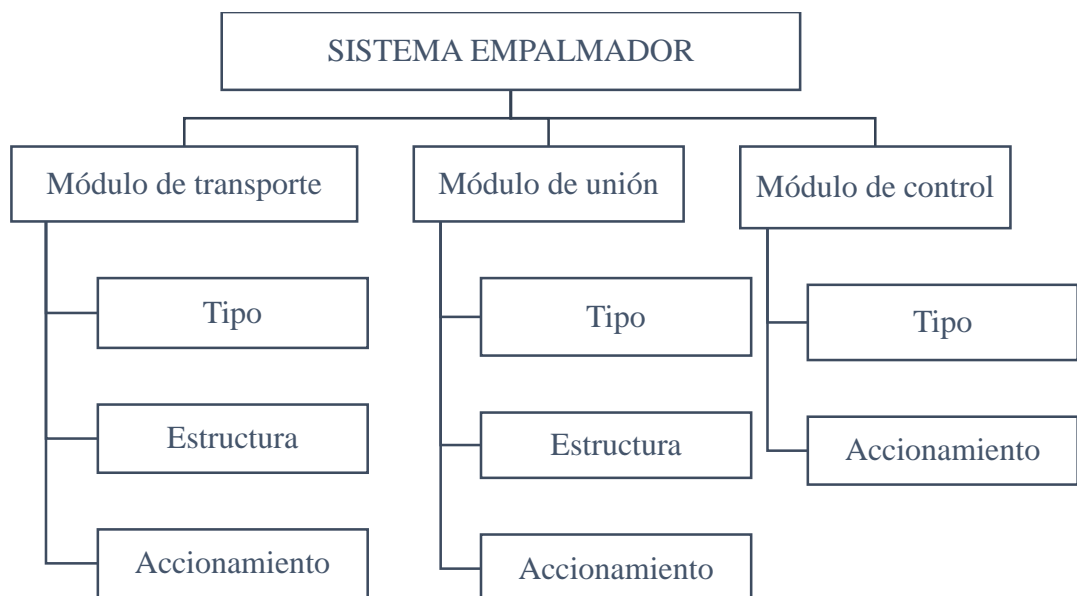 SISTEMA EMPALMADOR
Módulo de transporte
Tipo
Estructura
Accionamiento
Módulo de unión
Tipo
Estructura
Accionamiento
Módulo de control
Tipo
Accionamiento